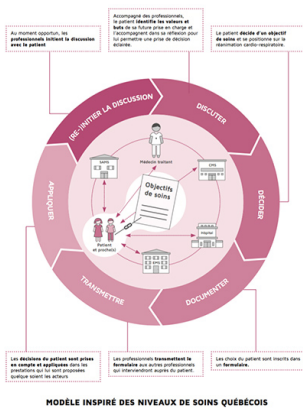 Accompagné des professionnels,
le patient identifie les valeurs et
buts de sa future prise en charge et
l'accompagnent dans sa réflexion pour
lui permettre une prise de décision
éclairée.
Au moment opportun, les
professionnels initient la discussion
avec le patient
Le patient décide d'un objectif
de soins et se positionne sur la
réanimation cardio-respiratoire.
(RE-)INITIER LA DISCUSSION
DISCUTER
DÉCIDER
DOCUMENTER
TRANSMETTRE
APPLIQUER
Médecin traitant
SAMS
EMS
Objectifs
de soins
Hôpital
Patient
et proche(s)
Les décisions du patient sont prises
en compte et appliquées dans les
prestations qui lui sont proposées
quelque soient les acteurs
Les professionnels transmettent le
formulaire aux autres professionnels
qui interviendront auprès du patient.
Les choix du patient sont inscrits dans
un formulaire.
MODÈLE INSPIRÉ DES NIVEAUX DE SOINS QUÉBÉCOIS